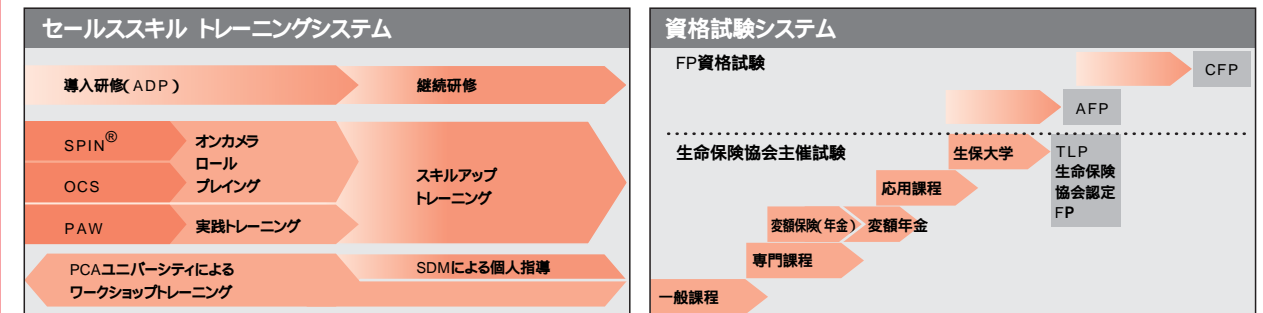 セールススキル トレーニングシステム
導入研修(ADP)
継続研修
SPIN®
OCS
オンカメラ
ロール
プレイング
スキルアップ
トレーニング
PAW
実践トレーニング
PCAユニバーシティによる
ワークショップトレーニング
SDMによる個人指導
資格試験システム
FP資格試験
CFP
AFP
生命保険協会主催試験
生保大学
TLP
生命保険
協会認定
FP
応用課程
変額保険(年金)
変額年金
専門課程
一般課程